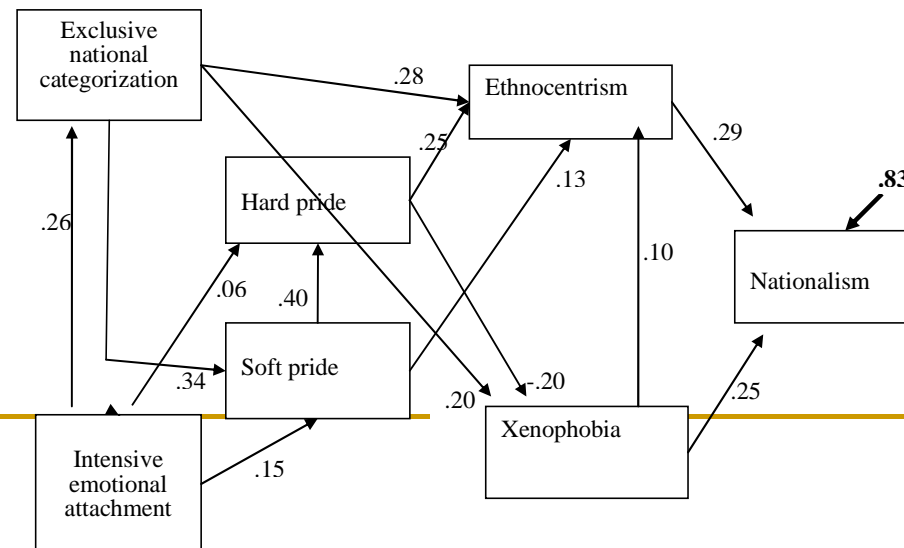 Exclusive
national
categorization
.28
Ethnocentrism
.29
.25
.13
.83
Hard pride
.26
.06
.10
Nationalism
.40
Soft pride
.34
-.20
.20
.25
Xenophobia
Intensive
emotional
attachment
.15